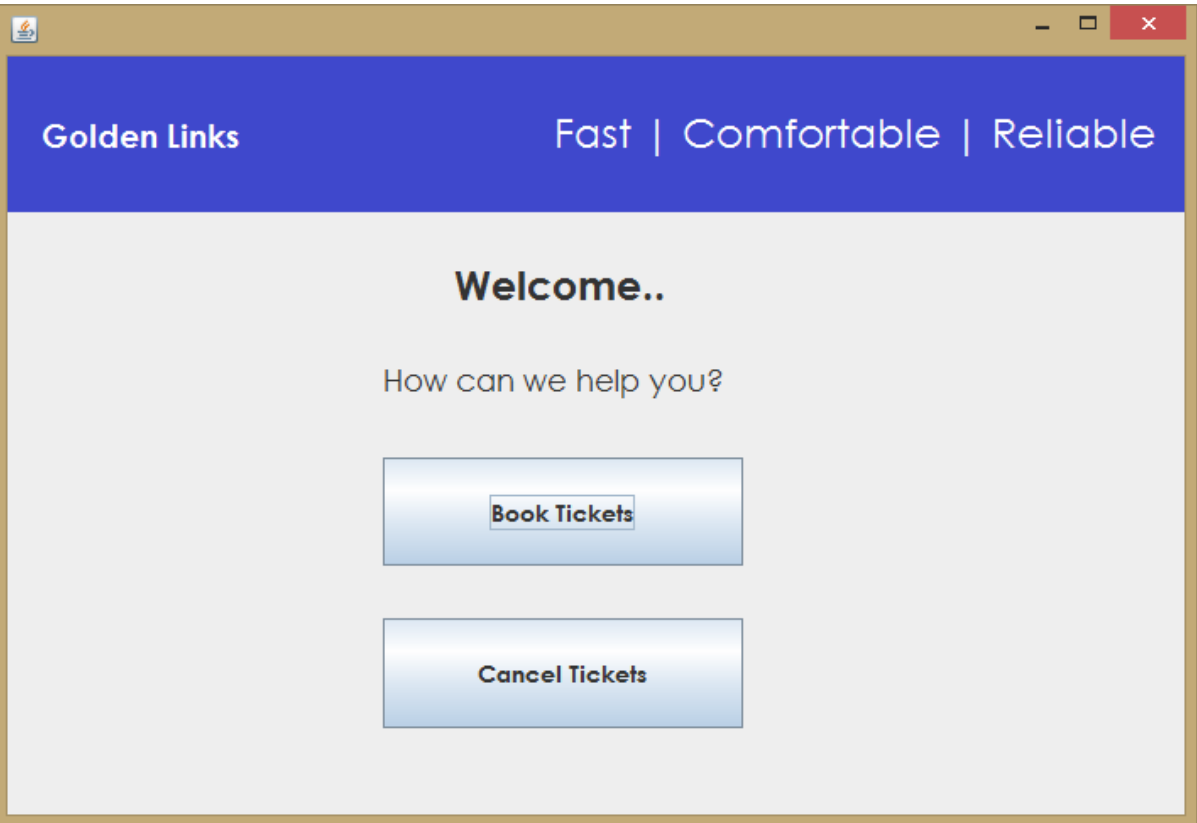 Golden Links
Fast | Comfortable | Reliable
Welcome..
How can we help you?
Book Tickets
Cancel Tickets